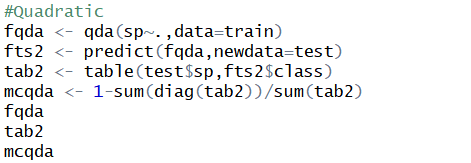 #Quadratic
fqda <- qda(sp~.,data=train)
fts2 <- predict(fqda,newdata=test)
tab2 <- table(test$sp,fts2$class)
mcqda <- 1-sum(diag(tab2))/sum(tab2)
fqda
tab2
mcqda